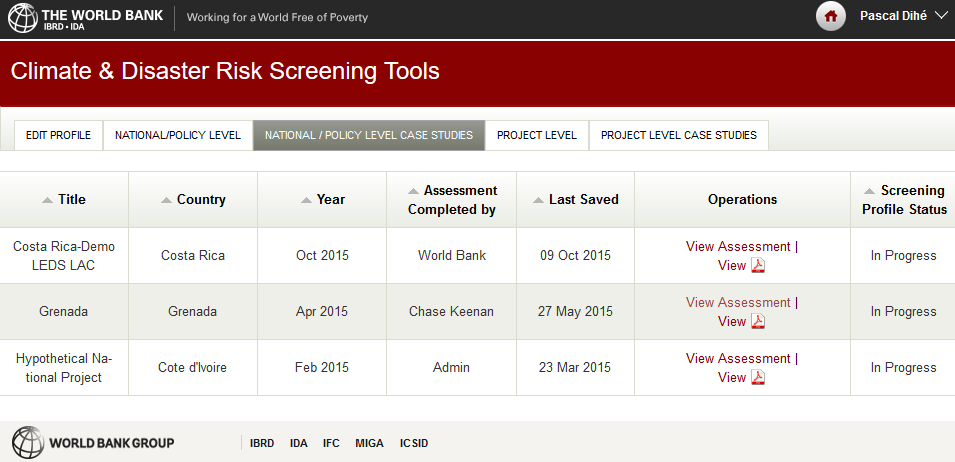 THE WORLD BANK
IBRD • IDA
Working for a World Free of Poverty
Pascal Dihé
Climate & Disaster Risk Screening Tools
EDIT PROFILE
NATIONAL/POLICY LEVEL
NATIONAL / POLICY LEVEL CASE STUDIES
PROJECT LEVEL
PROJECT LEVEL CASE STUDIES
Title
Country
Year
Assessment
Completed by
Last Saved
Operations
Screening
Profile Status
Costa Rica-Demo
LEDS LAC
Costa Rica
Oct 2015
World Bank
09 Oct 2015
View Assessment |
View
In Progress
Grenada
Grenada
Apr 2015
Chase Keenan
27 May 2015
View Assessment |
View
In Progress
Hypothetical Na-
tional Project
Cote d'Ivoire
Feb 2015
Admin
23 Mar 2015
View Assessment |
View
In Progress
WORLD BANK GROUP
IBRD
IDA
IFC
MIGA
ICSID